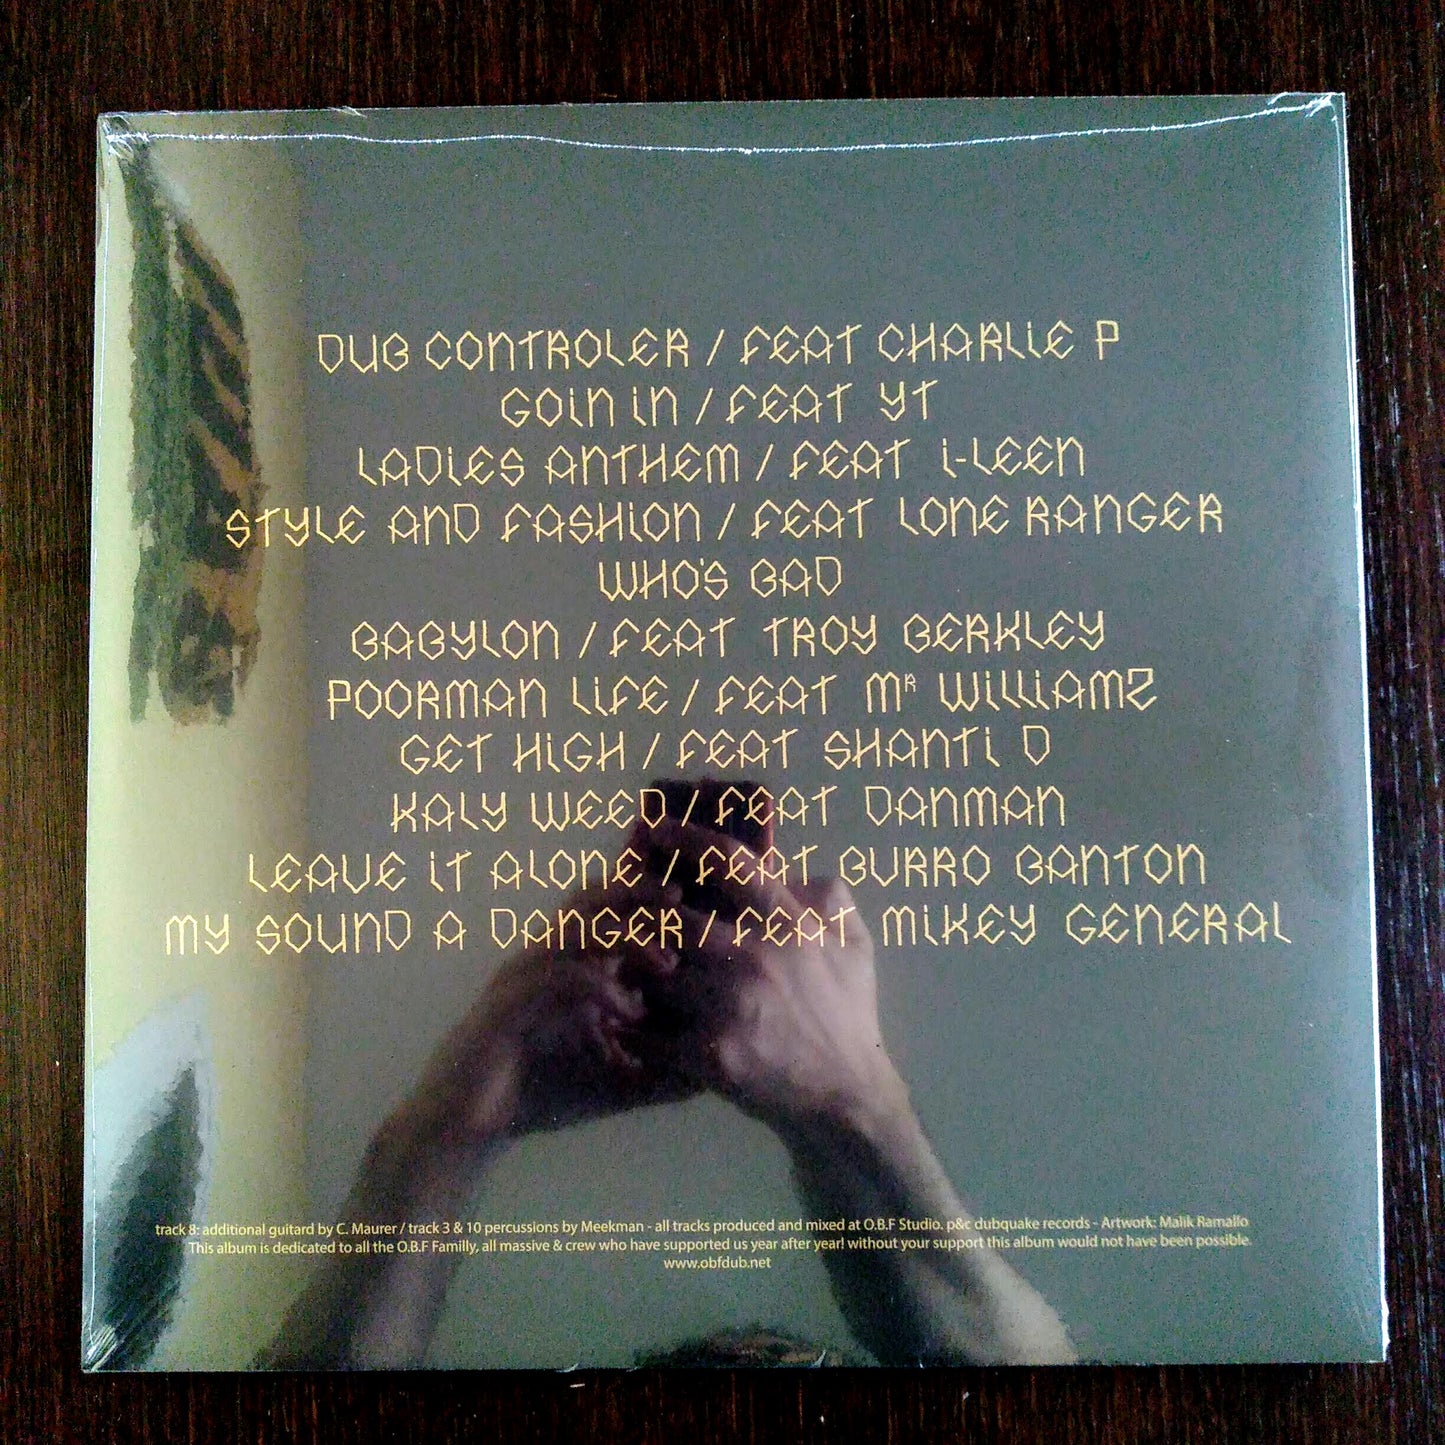 DUB CONTROLER / FEAT CHARLIE P
GOIN IN / FEAT YT
LADIES ANTHEM / FEAT I-LEEN
STYLE AND FASHION / FEAT LONE RANGER
WHO'S BAD
BABYLON / FEAT TROY BERKLEY
POORMAN LIFE / FEAT MR WILLIAMZ
GET HIGH / FEAT SHANTI D
KALY WEED / FEAT DANMAN
LEAVE IT ALONE / FEAT BURRO BANTON
MY SOUND A DANGER / FEAT MIKEY GENERAL
track 8: additional guitard by C. Maurer / track 3 & 10 percussions by Meekman - all tracks produced and mixed at O.B.F Studio. p&c dubquake records - Artwork: Malik Ramallo
This album is dedicated to all the O.B.F Familly, all massive & crew who have supported us year after year! without your support this album would not have been possible.
www.obfdub.net